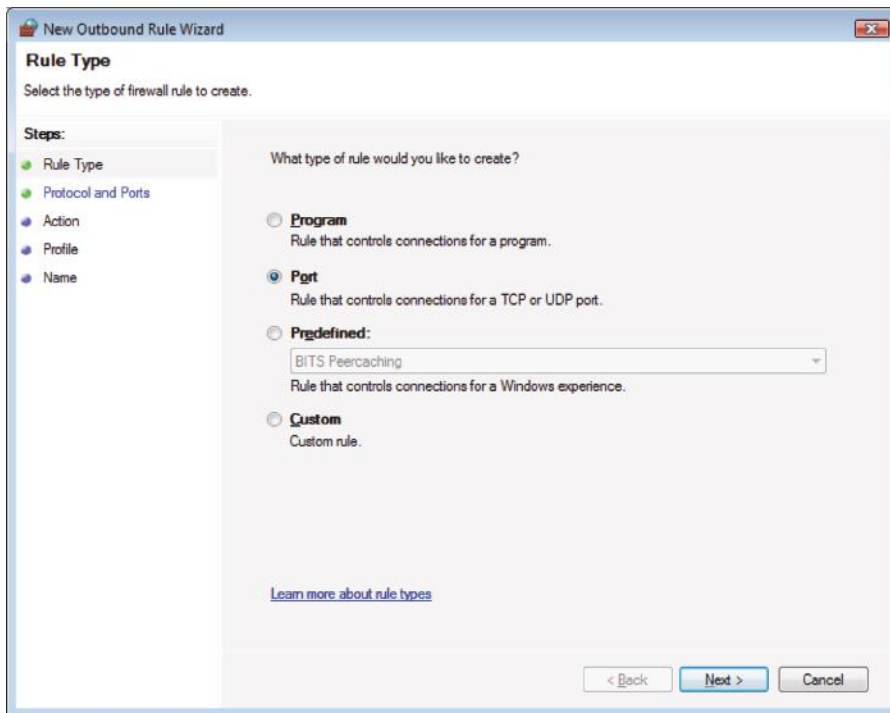 New Outbound Rule Wizard
Rule Type
Select the type of firewall rule to create.
Steps:
Rule Type
Protocol and Ports
Action
Profile
Name
What type of rule would you like to create?
Program
Rule that controls connections for a program.
Port
Rule that controls connections for a TCP or UDP port.
Predefined:
BITS Peercaching
Rule that controls connections for a Windows experience.
Custom
Custom rule.
Learn more about rule types
< Back
Next >
Cancel